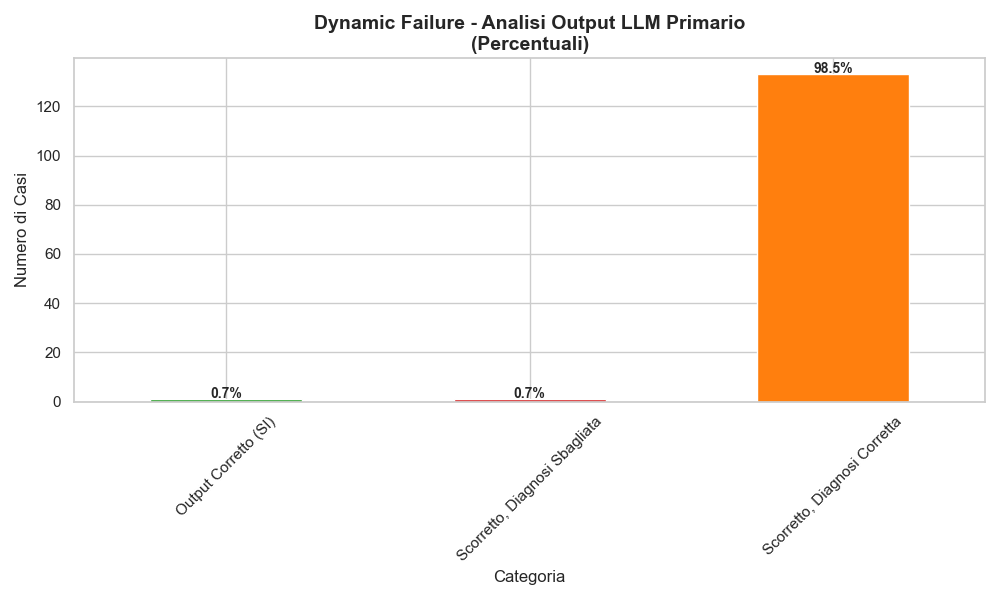 Dynamic Failure - Analisi Output LLM Primario
(Percentuali)
98.5%
0.7%
0.7%
120
100
80
60
40
20
0
Numero di Casi
Output Corretto (SI)
Scorretto, Diagnosi Sbagliata
Scorretto, Diagnosi Corretta
Categoria